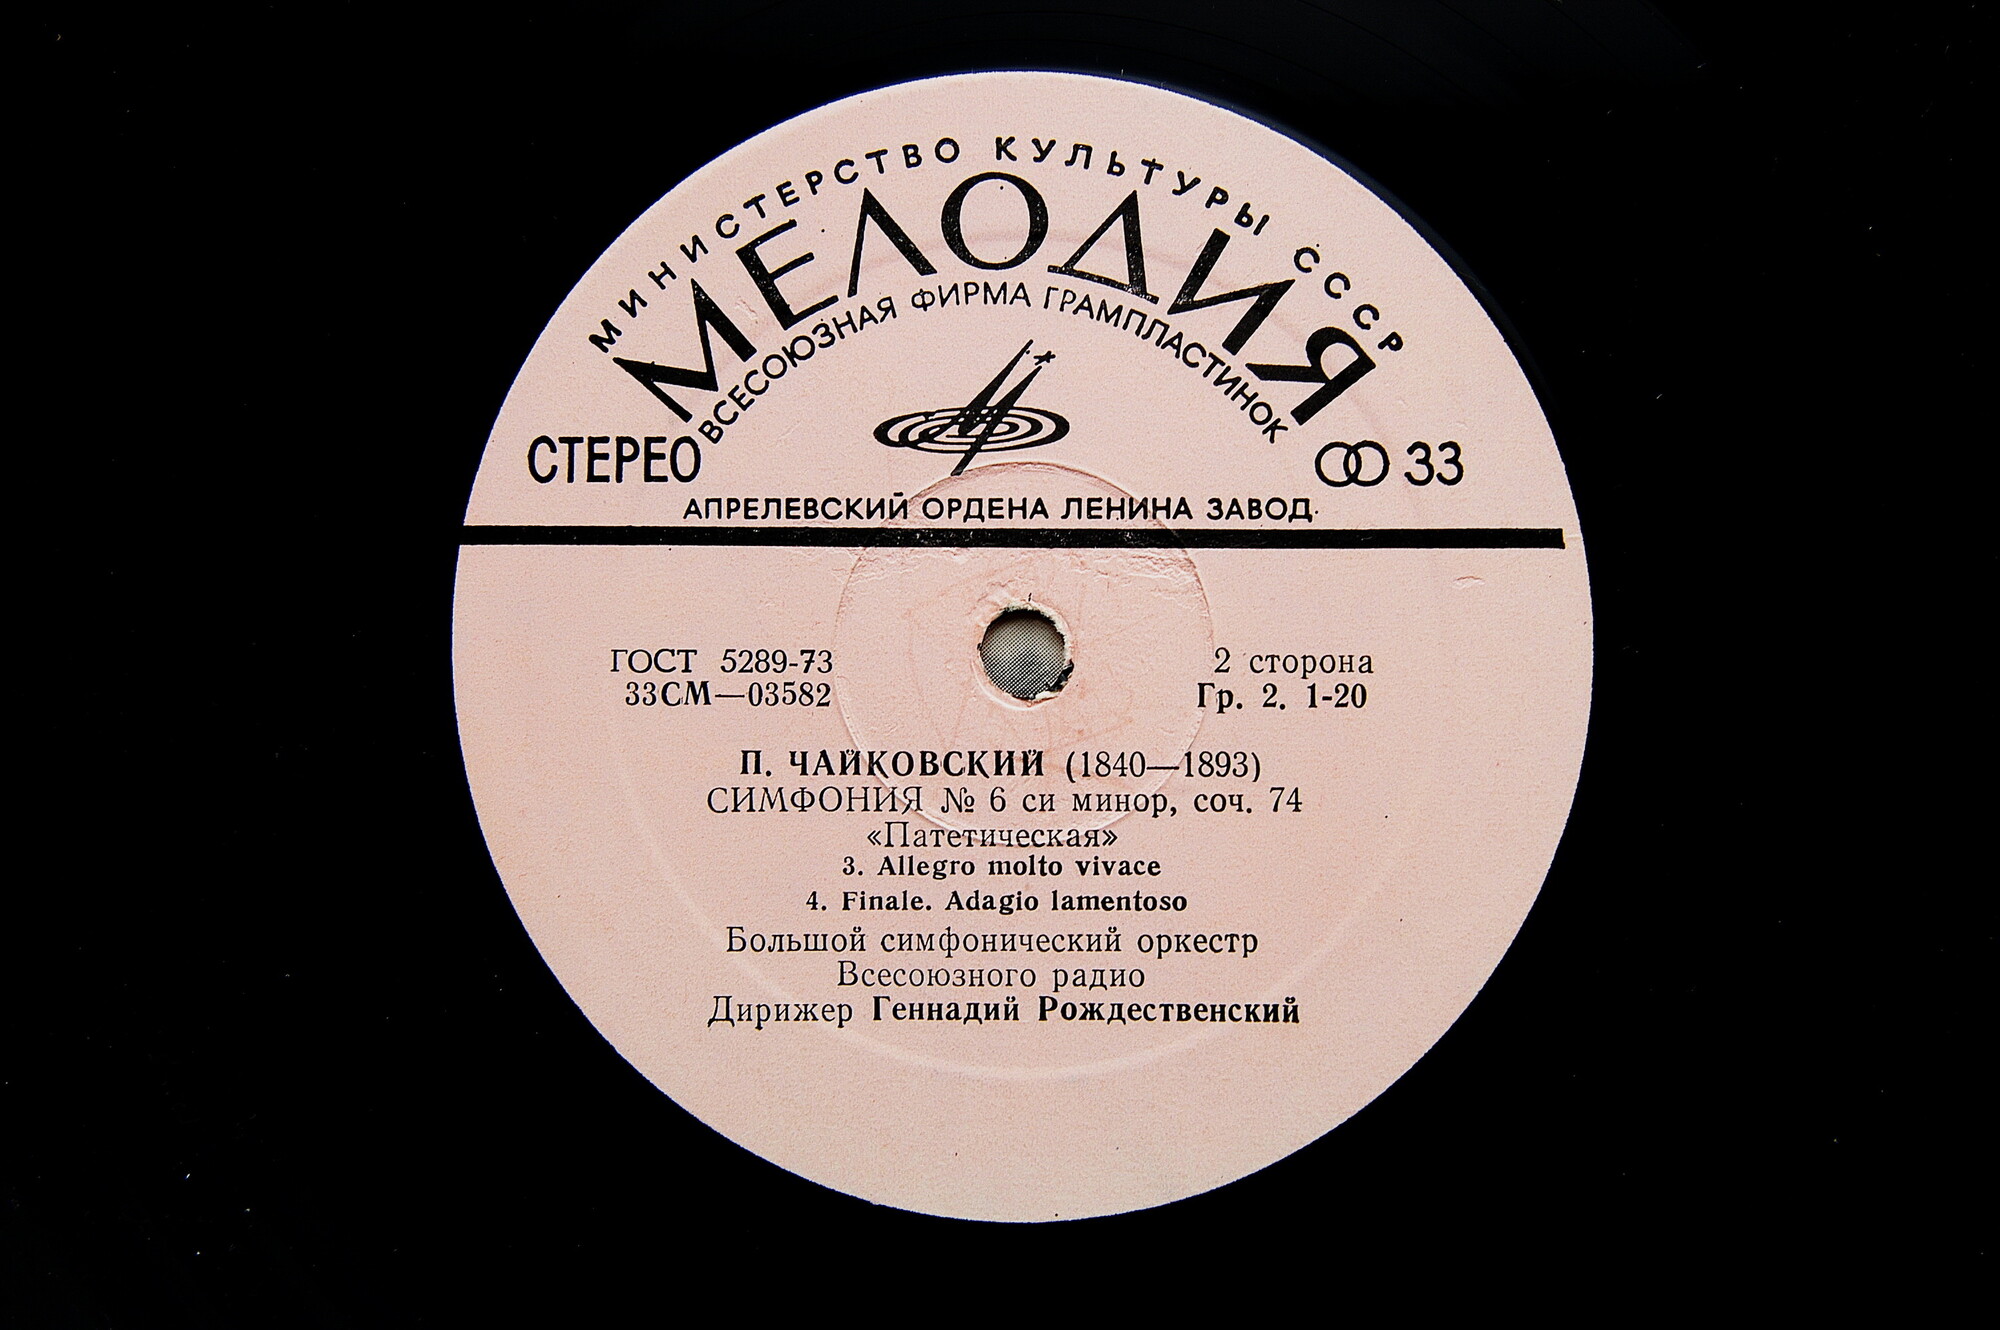 МИНИСТЕРСТВО КУЛЬТУРЫ СССР
МЕЛОДИЯ
ВСЕСОЮЗНАЯ ФИРМА ГРАМПЛАСТИНОК
СТЕРЕО
33
АПРЕЛЕВСКИЙ ОРДЕНА ЛЕНИНА ЗАВОД
ГОСТ 5289-73
2 сторона
33СМ—03582
Гр. 2. 1-20
П. ЧАЙКОВСКИЙ (1840—1893)
СИМФОНИЯ № 6 си минор, соч. 74
«Патетическая»
3. Allegro molto vivace
4. Finale. Adagio lamentoso
Большой симфонический оркестр
Всесоюзного радио
Дирижер Геннадий Рождественский